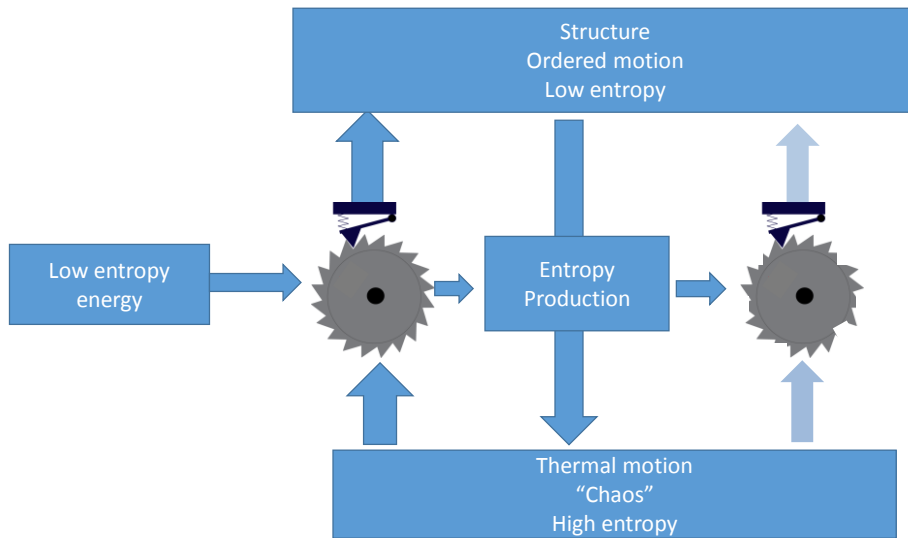 Structure
Ordered motion
Low entropy
Low entropy
energy
Entropy
Production
Thermal motion
“Chaos”
High entropy